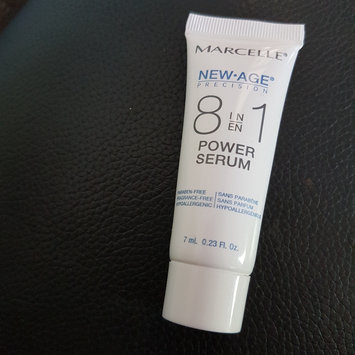 MARCELLE
NEW•AGE®
PRECISION
8 IN EN 1
POWER
SERUM
PARABEN-FREE
FRAGRANCE-FREE
HYPOALLERGENIC
SANS PARABÈNE
SANS PARFUM
HYPOALLERGÉNIQUE
7 mL 0.23 Fl. Oz.